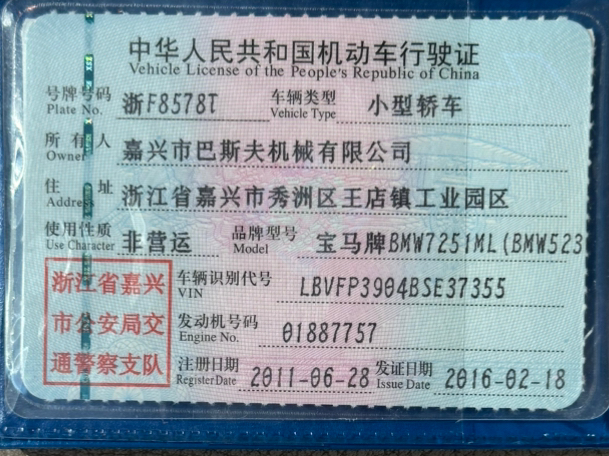 中华人民共和国机动车行驶证
Vehicle License of the People's Republic of China
号牌号码 浙F8578T 车辆类型 小型轿车
Plate No. Vehicle Type
所有人 嘉兴市巴斯夫机械有限公司
Owner
住址 浙江省嘉兴市秀洲区王店镇工业园区
Address
使用性质 非营运 品牌型号 宝马牌BMW7251ML(BMW523
Use Character Model
浙江省嘉兴
市公安局交
通警察支队
车辆识别代号 LBVFP3904BSE37355
VIN
发动机号码 01887757
Engine No.
注册日期 2011-06-28 发证日期 2016-02-18
Register Date Issue Date